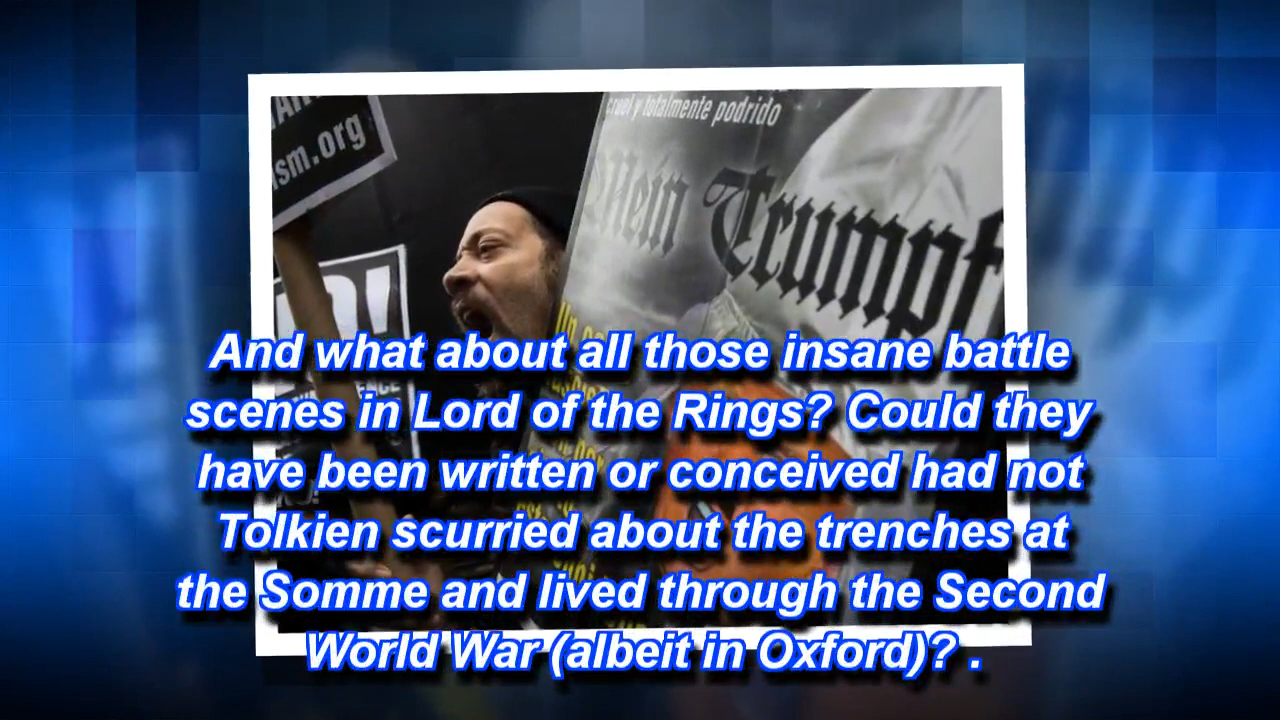 ism.org
cruel y totalmente podrido
Mein Trumpf
And what about all those insane battle
scenes in Lord of the Rings? Could they
have been written or conceived had not
Tolkien scurried about the trenches at
the Somme and lived through the Second
World War (albeit in Oxford)? .